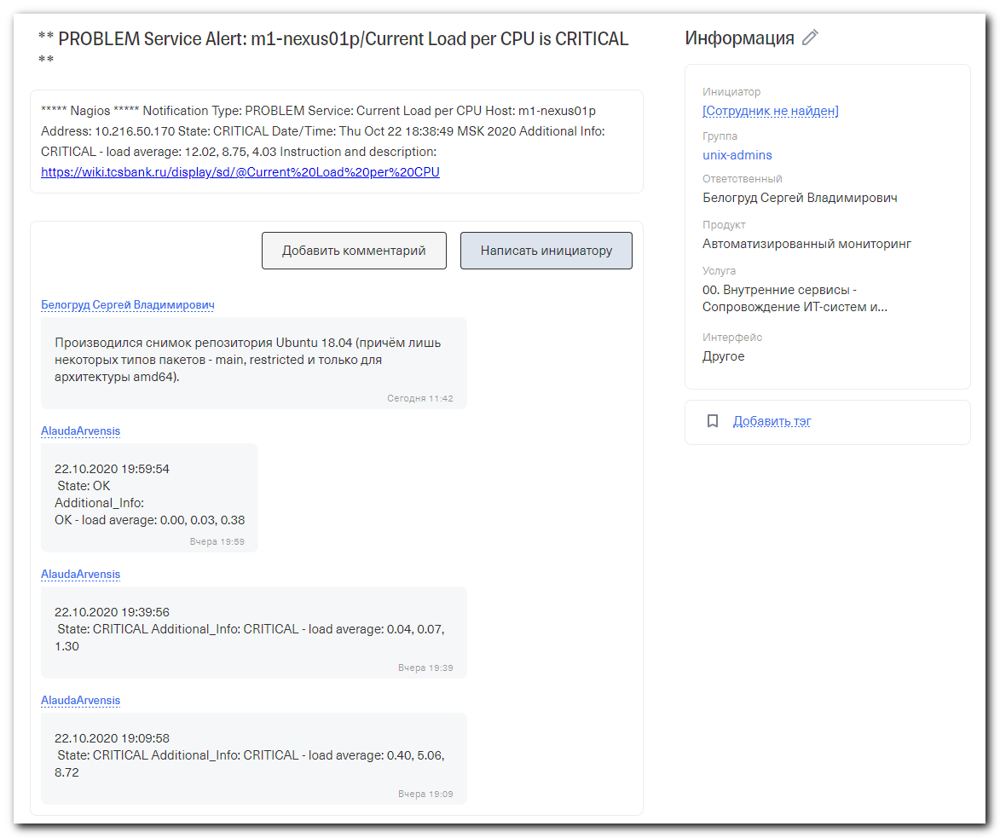 ** PROBLEM Service Alert: m1-nexus01p/Current Load per CPU is CRITICAL
**
***** Nagios ***** Notification Type: PROBLEM Service: Current Load per CPU Host: m1-nexus01p
Address: 10.216.50.170 State: CRITICAL Date/Time: Thu Oct 22 18:38:49 MSK 2020 Additional Info:
CRITICAL - load average: 12.02, 8.75, 4.03 Instruction and description:
https://wiki.tcsbank.ru/display/sd/@Current%20Load%20per%20CPU
Добавить комментарий
Написать инициатору
Белогруд Сергей Владимирович
Производился снимок репозитория Ubuntu 18.04 (причём лишь
некоторых типов пакетов - main, restricted и только для
архитектуры amd64).
Сегодня 11:42
AlaudaArvensis
22.10.2020 19:59:54
State: OK
Additional_Info:
OK - load average: 0.00, 0.03, 0.38
Вчера 19:59
AlaudaArvensis
22.10.2020 19:39:56
State: CRITICAL Additional_Info: CRITICAL - load average: 0.04, 0.07,
1.30
Вчера 19:39
AlaudaArvensis
22.10.2020 19:09:58
State: CRITICAL Additional_Info: CRITICAL - load average: 0.40, 5.06,
8.72
Вчера 19:09
Информация
Инициатор
[Сотрудник не найден]
Группа
unix-admins
Ответственный
Белогруд Сергей Владимирович
Продукт
Автоматизированный мониторинг
Услуга
00. Внутренние сервисы -
Сопровождение ИТ-систем и...
Интерфейс
Другое
Добавить тэг